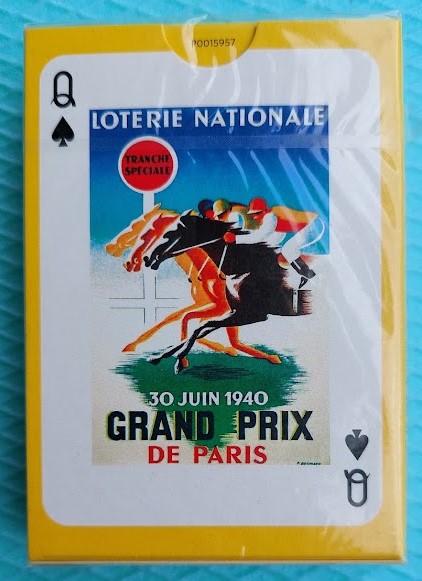 P0015957
Q
LOTERIE NATIONALE
TRANCHE
SPÉCIALE
30 JUIN 1940
GRAND PRIX
DE PARIS
Q